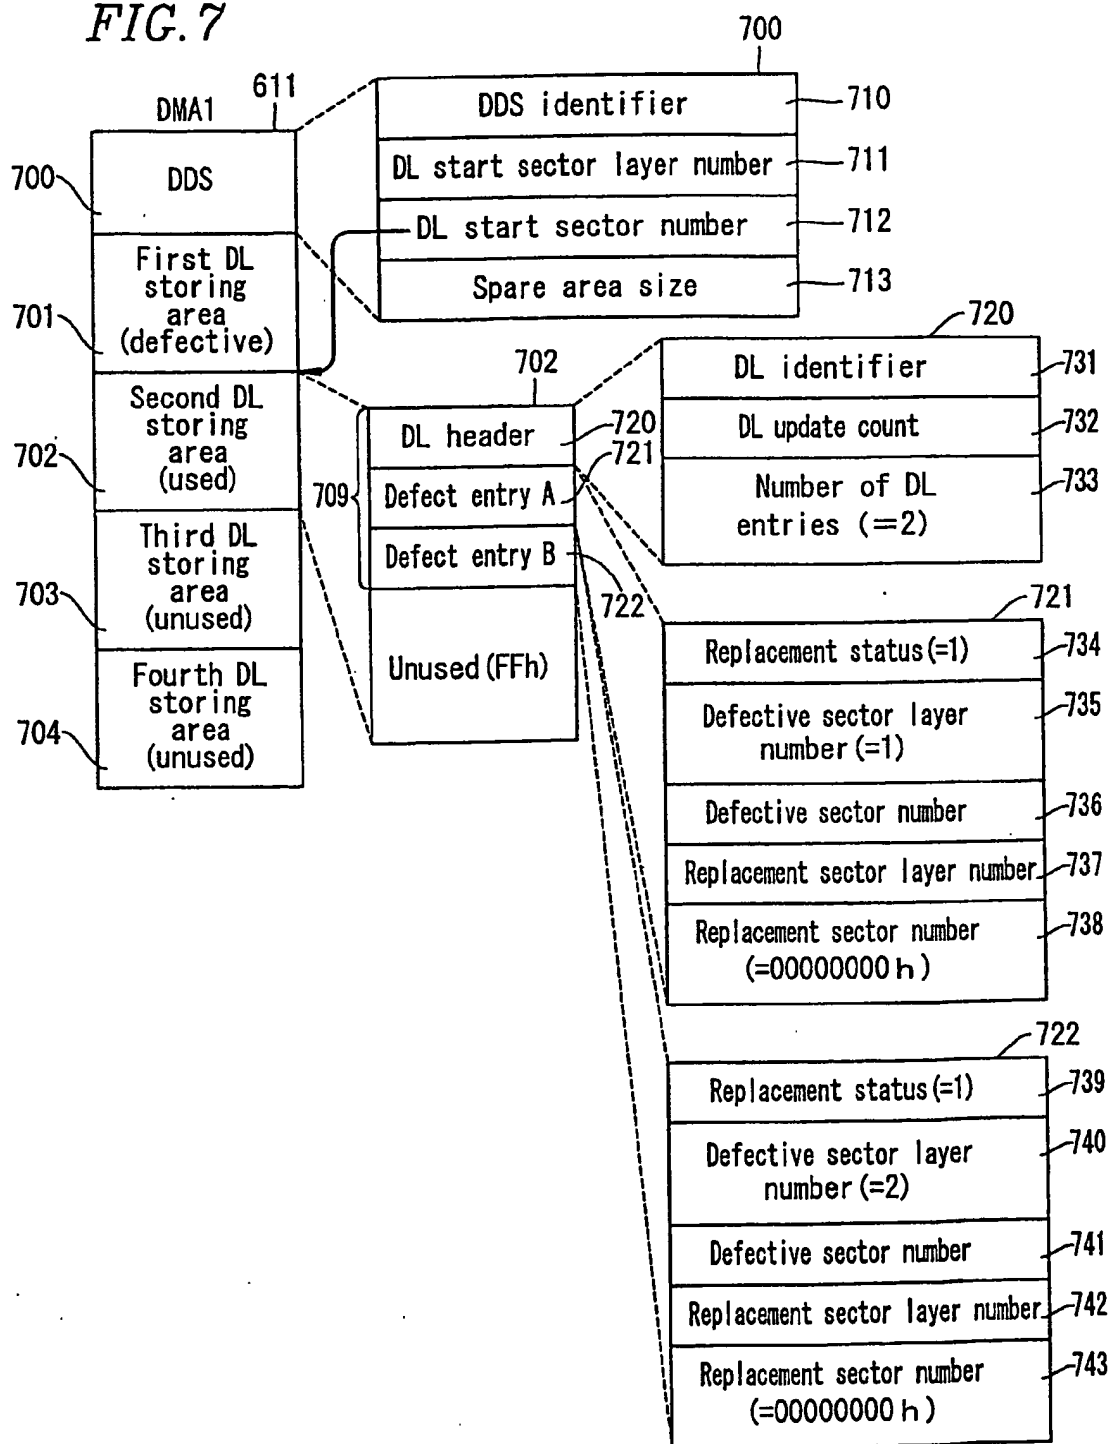 FIG. 7
700
611
DMA1
DDS identifier
710
DL start sector layer number
711
700
DDS
DL start sector number
712
First DL
storing
area
(defective)
701
Spare area size
713
720
DL identifier
731
702
Second DL
storing
area
(used)
702
DL header
720
DL update count
732
721
709
Defect entry A
Number of DL
entries (=2)
733
Third DL
storing
area
(unused)
703
Defect entry B
722
721
Unused (FFh)
Replacement status (=1)
734
Fourth DL
storing
area
(unused)
704
Defective sector layer
number (=1)
735
Defective sector number
736
Replacement sector layer number
737
Replacement sector number
(=00000000 h)
738
722
Replacement status (=1)
739
Defective sector layer
number (=2)
740
Defective sector number
741
Replacement sector layer number
742
Replacement sector number
(=00000000 h)
743